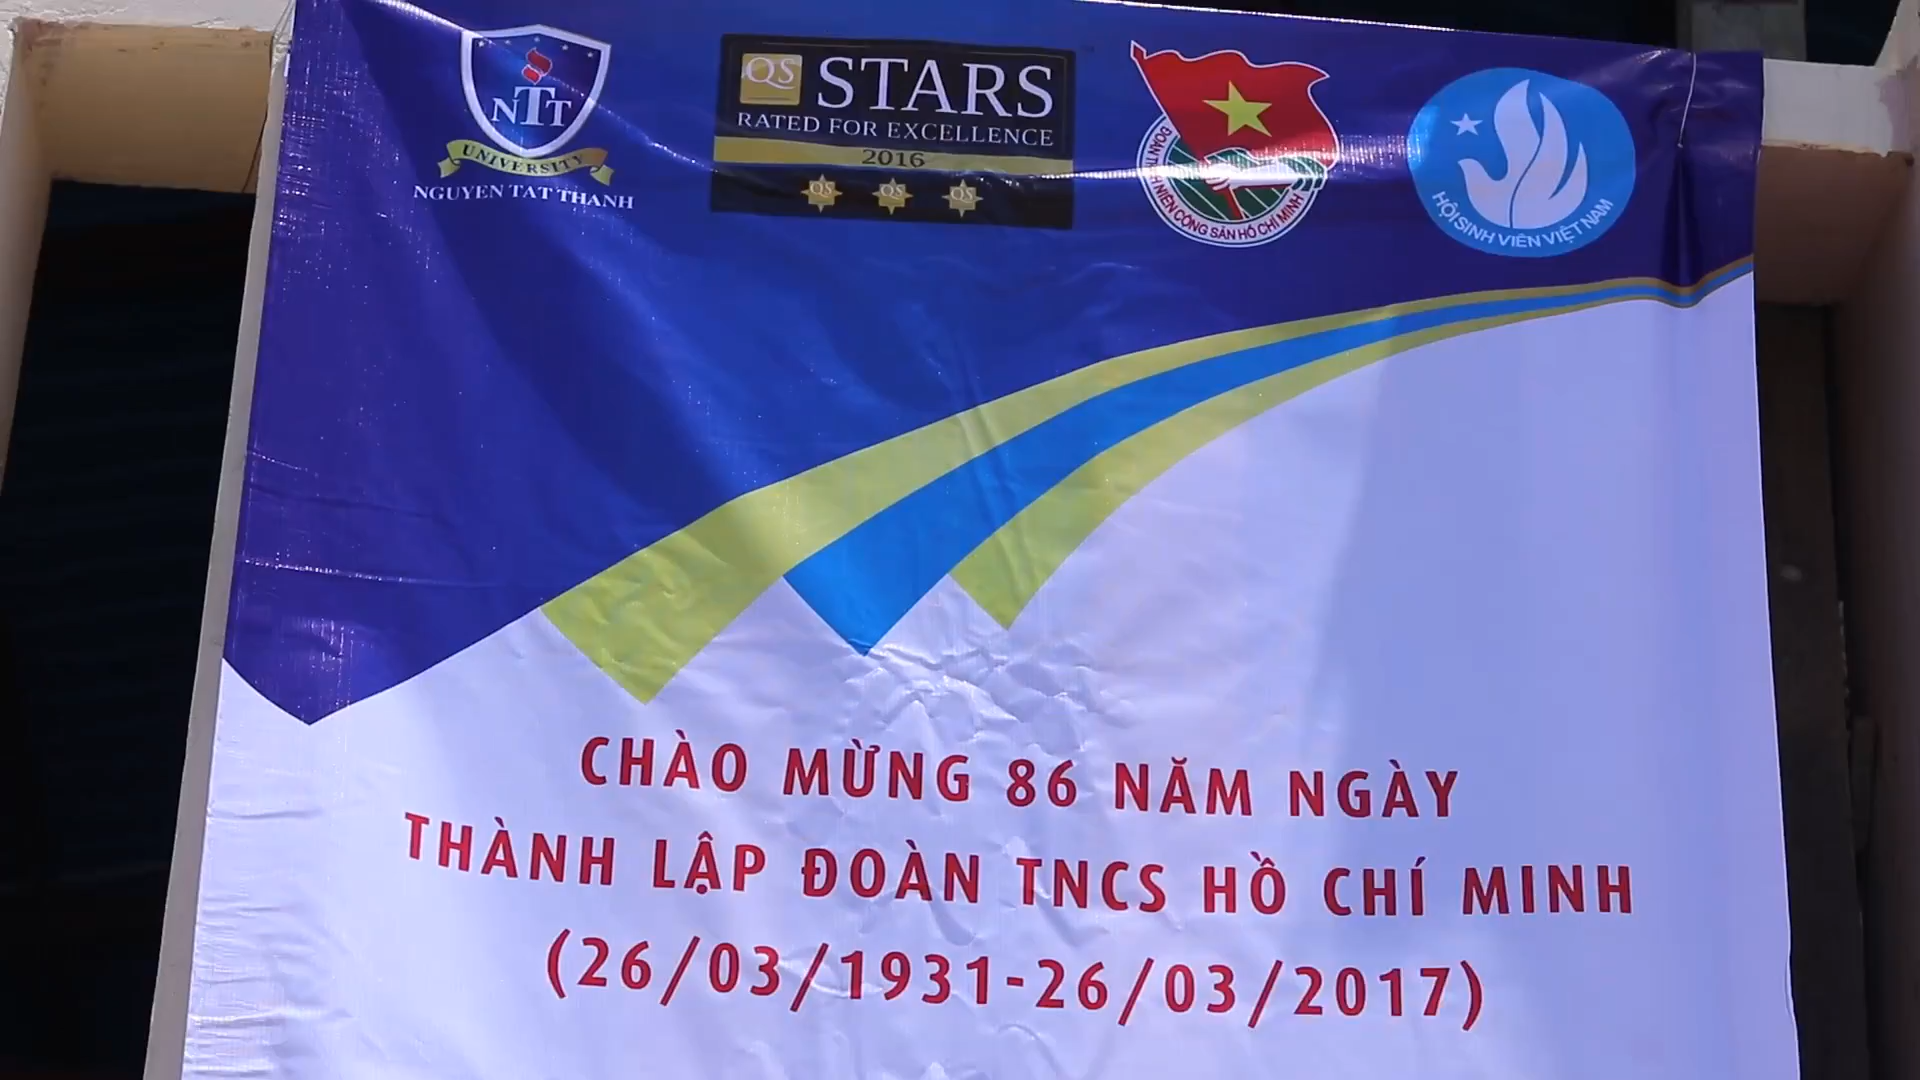 NTT
UNIVERSITY
NGUYEN TAT THANH
QS STARS
RATED FOR EXCELLENCE
2016
QS QS QS
ĐOÀN THANH NIÊN CỘNG SẢN HỒ CHÍ MINH
HỘI SINH VIÊN VIỆT NAM
CHÀO MỪNG 86 NĂM NGÀY
THÀNH LẬP ĐOÀN TNCS HỒ CHÍ MINH
(26/03/1931-26/03/2017)